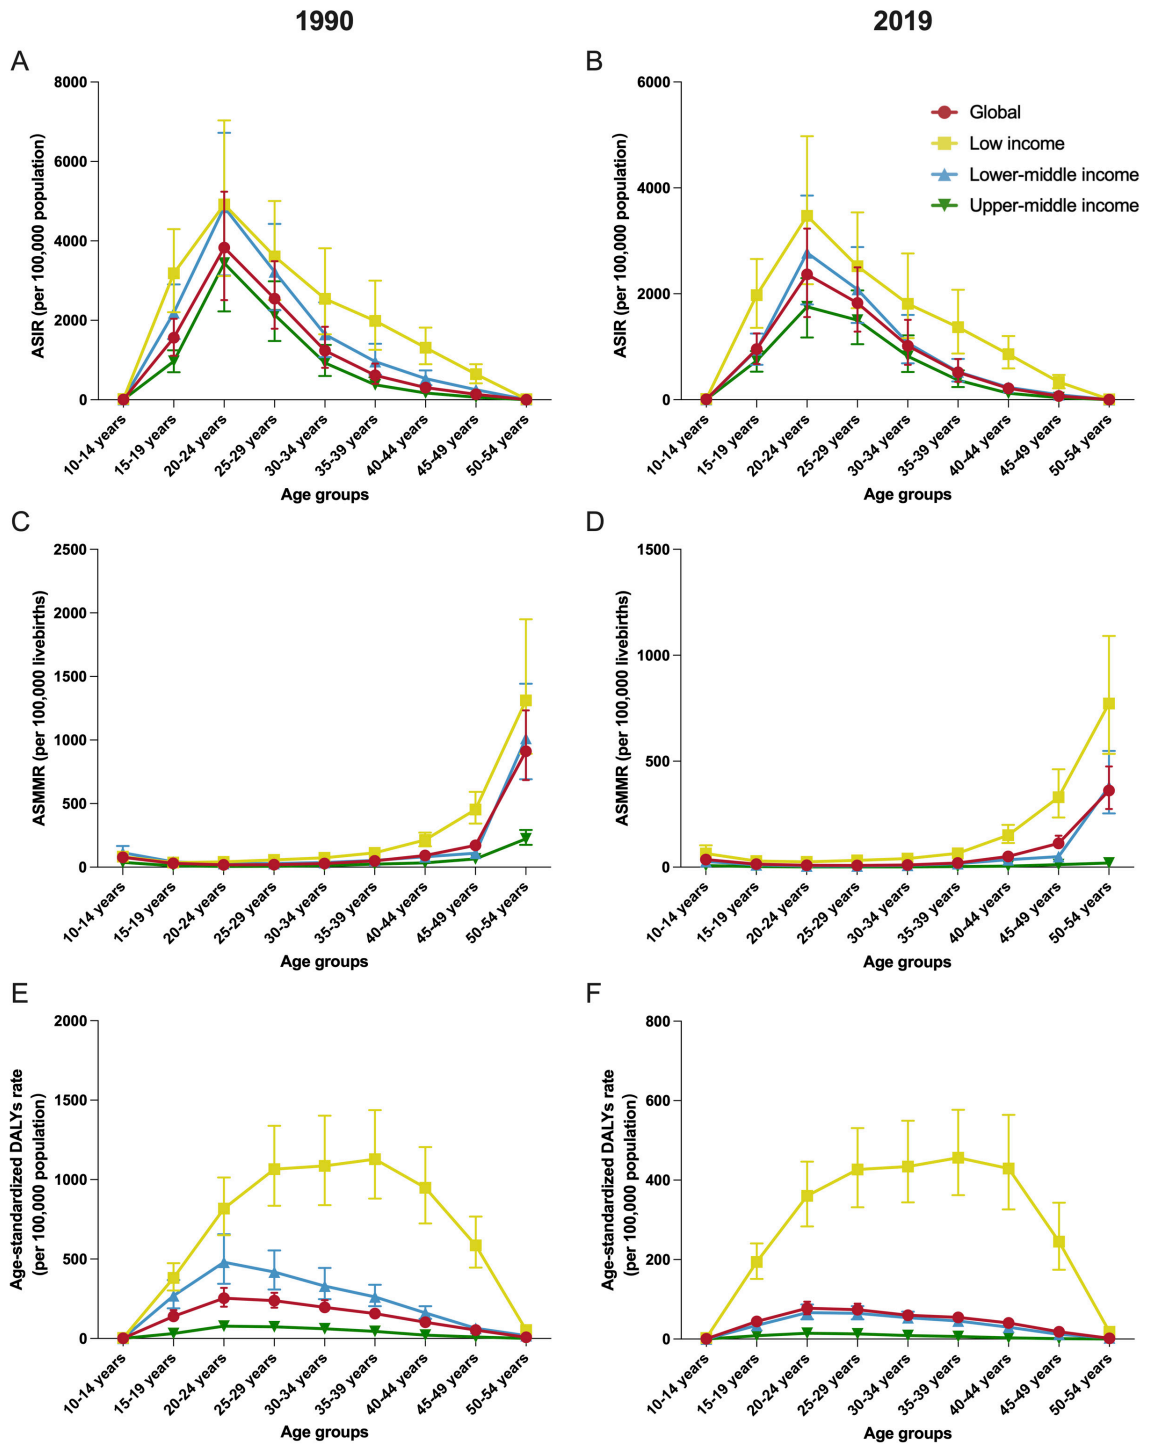 1990
2019
A
ASIR (per 100,000 population)
8000
6000
4000
2000
0
10-14 years
15-19 years
20-24 years
25-29 years
30-34 years
35-39 years
40-44 years
45-49 years
50-54 years
Age groups
B
ASIR (per 100,000 population)
6000
4000
2000
0
Global
Low income
Lower-middle income
Upper-middle income
10-14 years
15-19 years
20-24 years
25-29 years
30-34 years
35-39 years
40-44 years
45-49 years
50-54 years
Age groups
C
ASMMR (per 100,000 livebirths)
2500
2000
1500
1000
500
0
10-14 years
15-19 years
20-24 years
25-29 years
30-34 years
35-39 years
40-44 years
45-49 years
50-54 years
Age groups
D
ASMMR (per 100,000 livebirths)
1500
1000
500
0
10-14 years
15-19 years
20-24 years
25-29 years
30-34 years
35-39 years
40-44 years
45-49 years
50-54 years
Age groups
E
Age-standardized DALYs rate
(per 100,000 population)
2000
1500
1000
500
0
10-14 years
15-19 years
20-24 years
25-29 years
30-34 years
35-39 years
40-44 years
45-49 years
50-54 years
Age groups
F
Age-standardized DALYs rate
(per 100,000 population)
800
600
400
200
0
10-14 years
15-19 years
20-24 years
25-29 years
30-34 years
35-39 years
40-44 years
45-49 years
50-54 years
Age groups